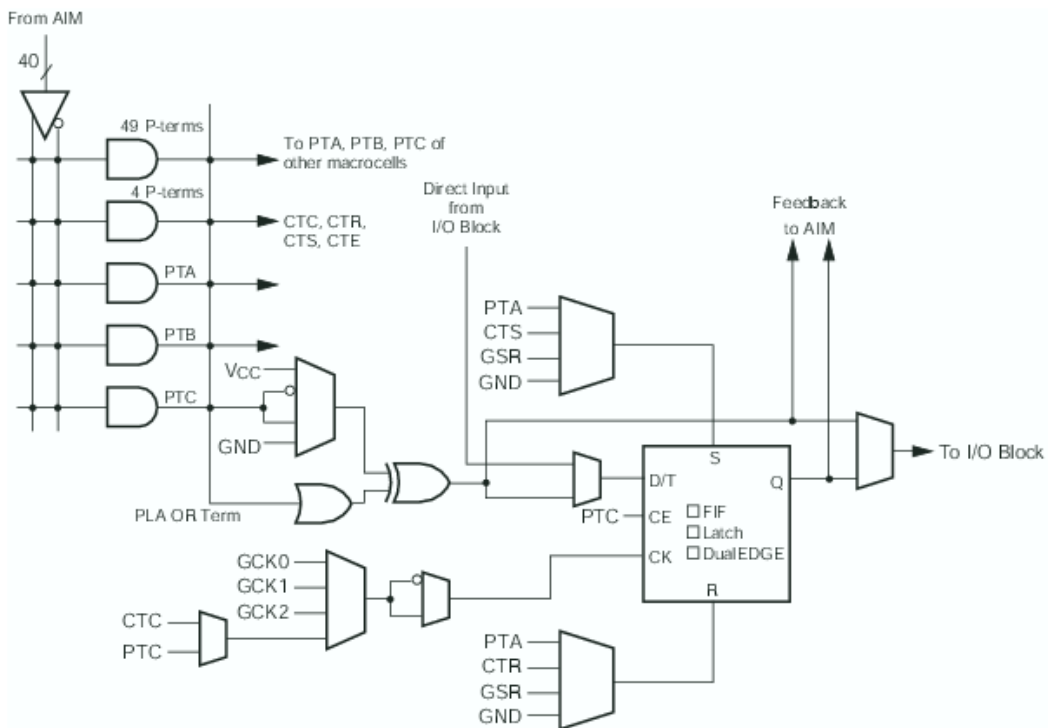 From AIM
40
49 P-terms
To PTA, PTB, PTC of
other macrocells
4 P-terms
CTC, CTR,
CTS, CTE
Direct Input
from
I/O Block
Feedback
to AIM
PTA
PTB
PTC
VCC
GND
PLA OR Term
PTA
CTS
GSR
GND
S
D/T
Q
PTC
CE
FIF
Latch
DualEDGE
CK
R
To I/O Block
GCK0
GCK1
GCK2
CTC
PTC
PTA
CTR
GSR
GND